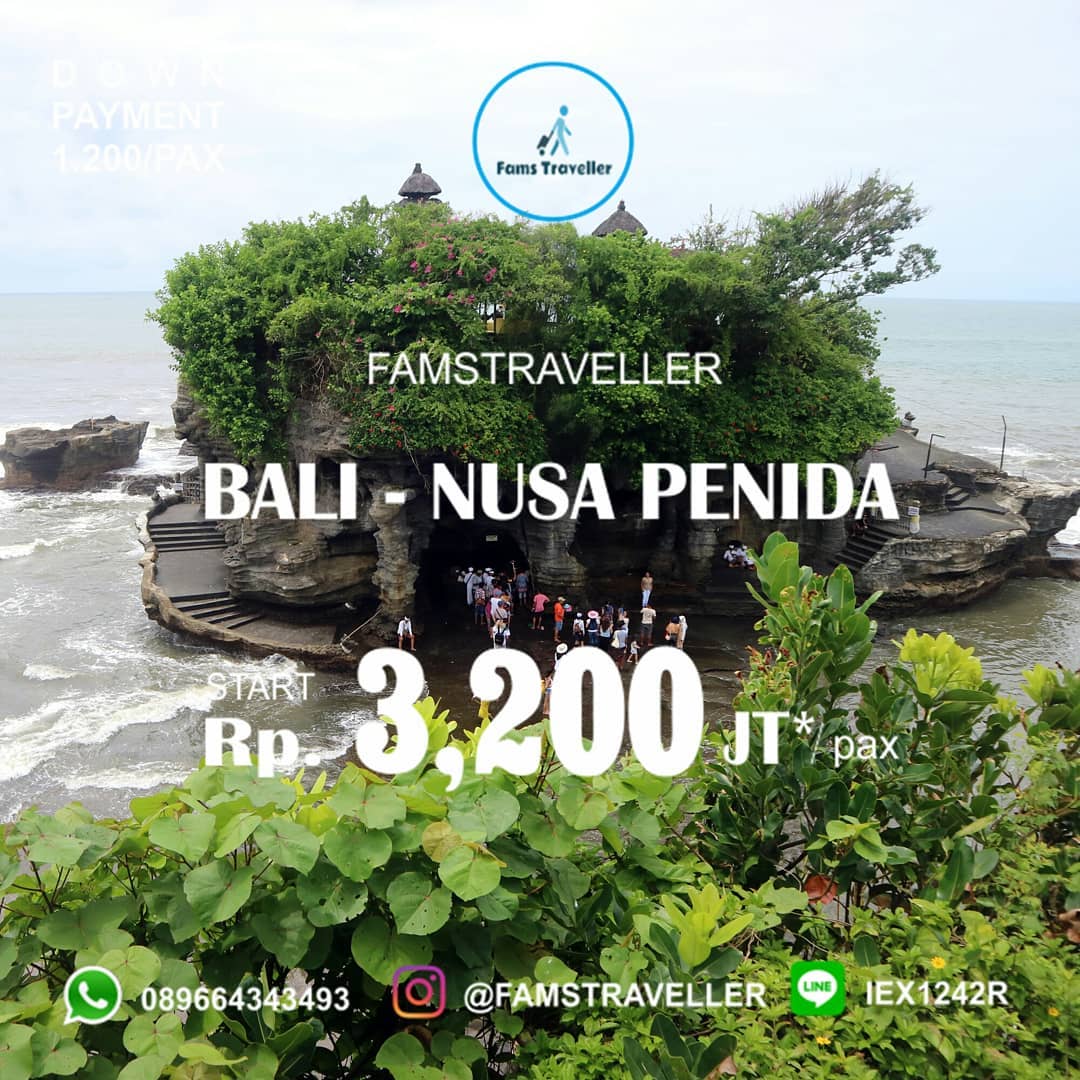 DOWN
PAYMENT
1.200/PAX
Fams Traveller
FAMSTRAVELLER
BALI - NUSA PENIDA
START
Rp. 3,200 JT*/ pax
089664343493
@FAMSTRAVELLER
LINE
IEX1242R